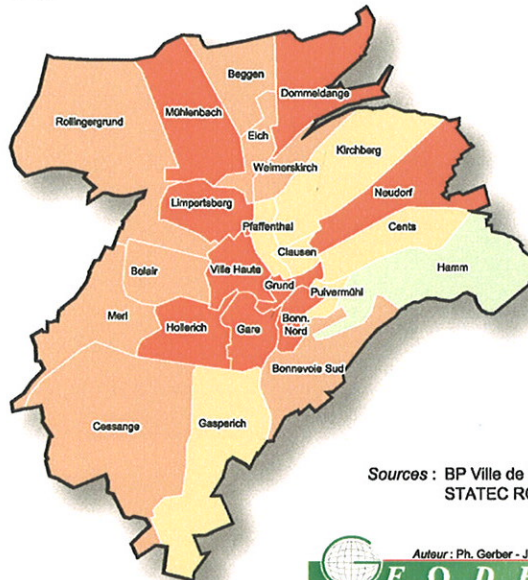 Beggen
Dommeldange
Rollingergrund
Mühlenbach
Eich
Kirchberg
Weimerskirch
Neudorf
Limpertsberg
Pfaffenthal
Cents
Clausen
Belair
Ville Haute
Hamm
Grund
Pulvermühl
Merl
Hollerich
Gare
Bonn.
Nord
Bonnevoie Sud
Cessange
Gasperich
Sources : BP Ville de
STATEC
Auteur : Ph. Gerber - J
E O D